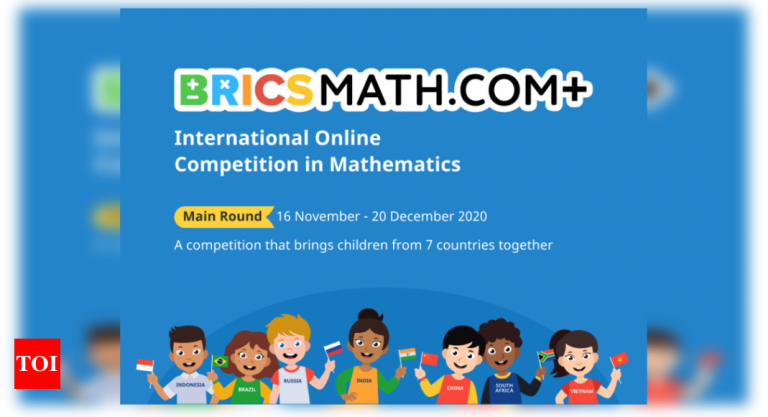 BRICSMATH.COM+
International Online
Competition in Mathematics
Main Round 16 November - 20 December 2020
A competition that brings children from 7 countries together
INDONESIA
BRAZIL
RUSSIA
INDIA
CHINA
SOUTH
AFRICA
VIETNAM
TOI